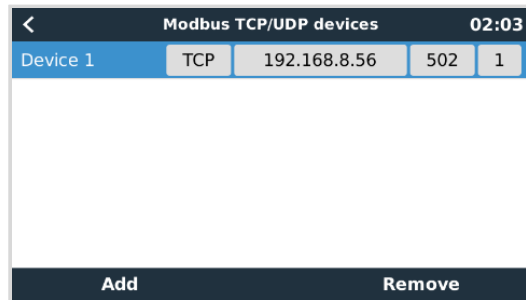 Modbus TCP/UDP devices 02:03
Device 1 TCP 192.168.8.56 502 1
Add Remove